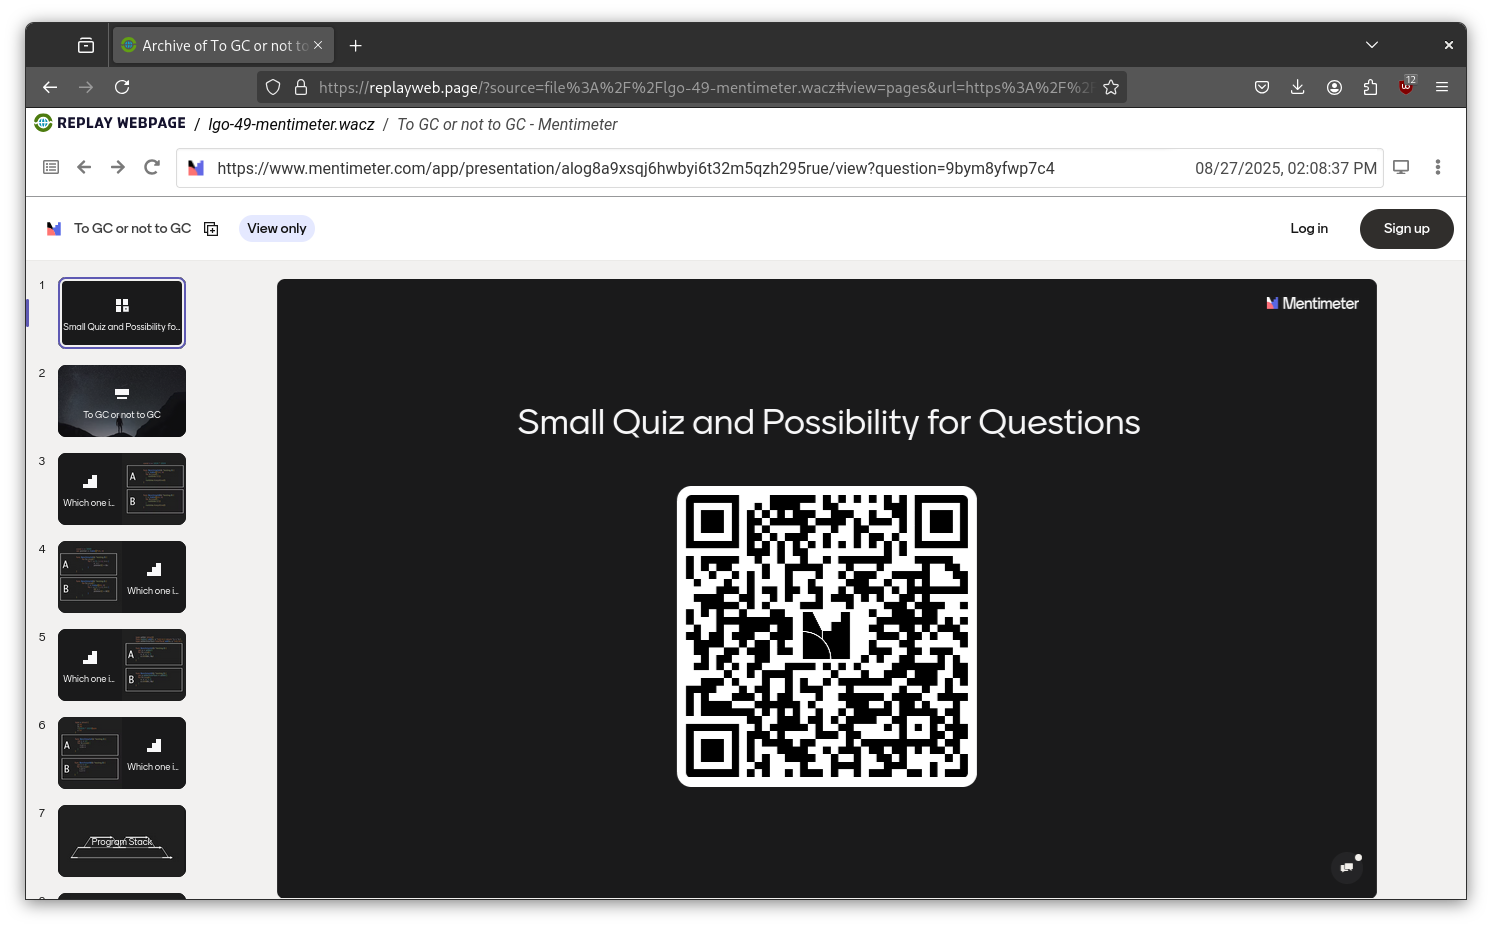 Archive of To GC or not to
https://replayweb.page/?source=file%3A%2F%2Flgo-49-mentimeter.wacz#view=pages&url=https%3A%2F%2F
12
REPLAY WEBPAGE / lgo-49-mentimeter.wacz / To GC or not to GC - Mentimeter
https://www.mentimeter.com/app/presentation/alog8a9xsqj6hwbyi6t32m5qzh295rue/view?question=9bym8yfwp7c4 08/27/2025, 02:08:37 PM
To GC or not to GC View only Log in Sign up
1
Small Quiz and Possibility fo...
2
To GC or not to GC
3
Which one i...
A
B
4
A
B
Which one i...
5
Which one i...
A
B
6
A
B
Which one i...
7
Program Stack
Mentimeter
Small Quiz and Possibility for Questions